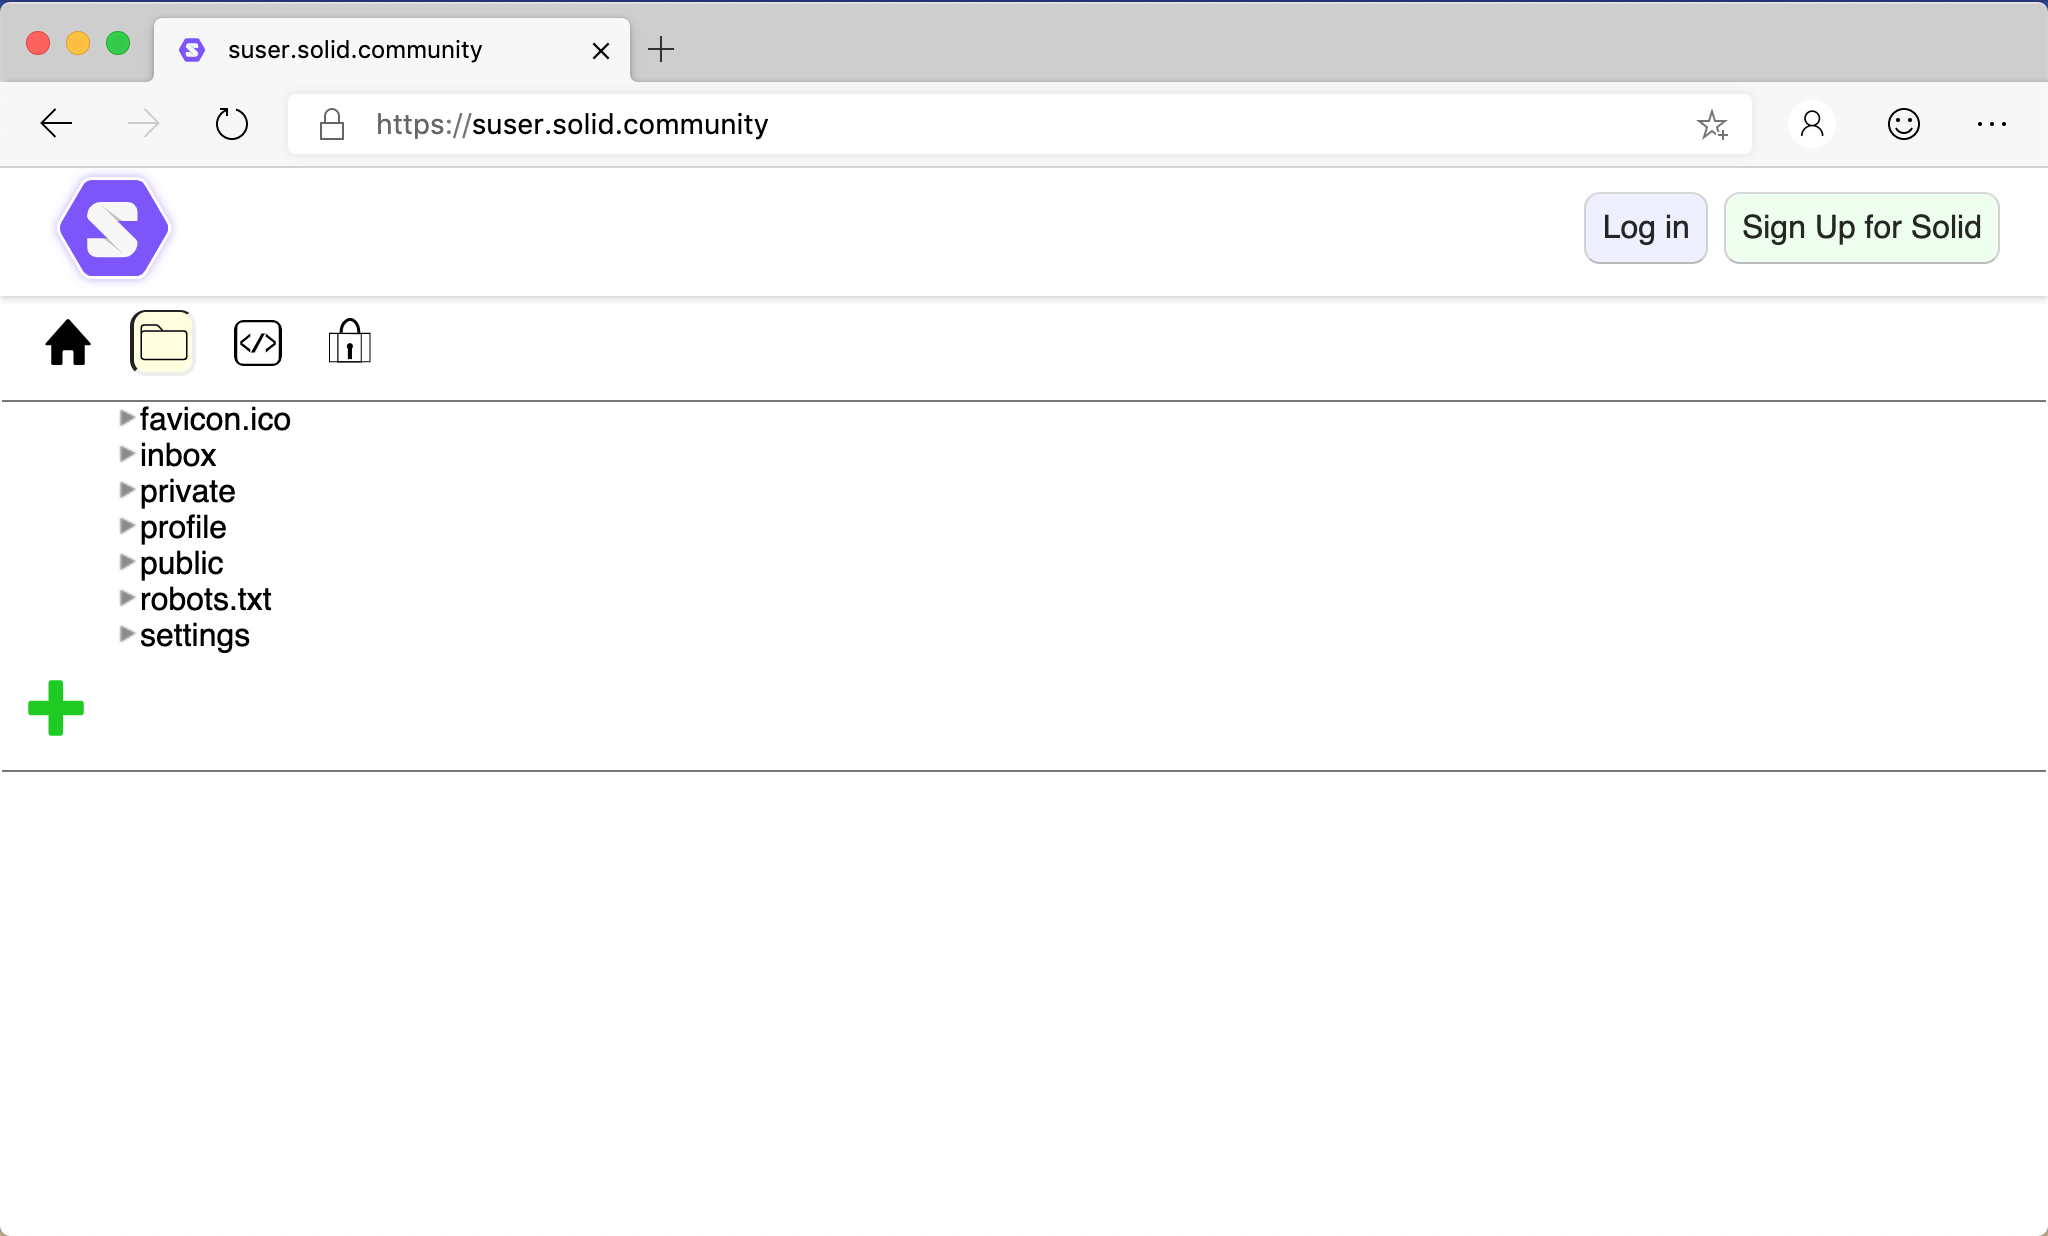 suser.solid.community
https://suser.solid.community
Log in
Sign Up for Solid
favicon.ico
inbox
private
profile
public
robots.txt
settings